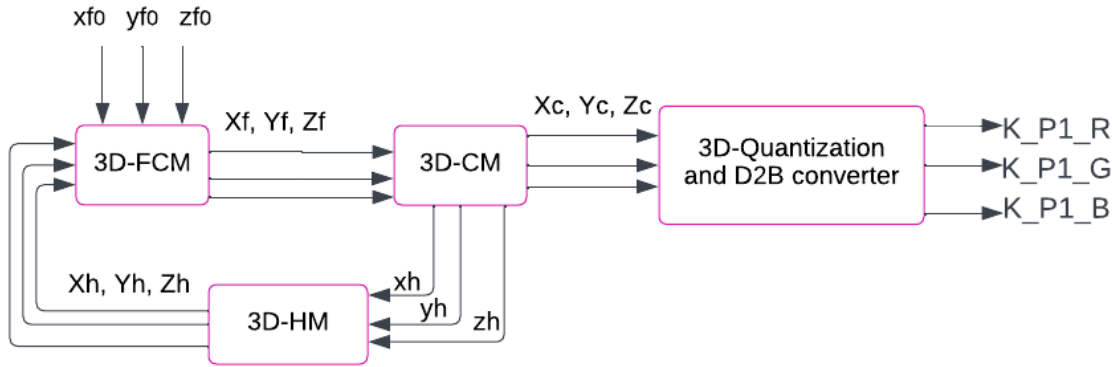 xf0 yf0 zf0
Xf, Yf, Zf
Xc, Yc, Zc
3D-FCM
3D-CM
3D-Quantization
and D2B converter
K_P1_R
K_P1_G
K_P1_B
Xh, Yh, Zh
xh
yh
zh
3D-HM